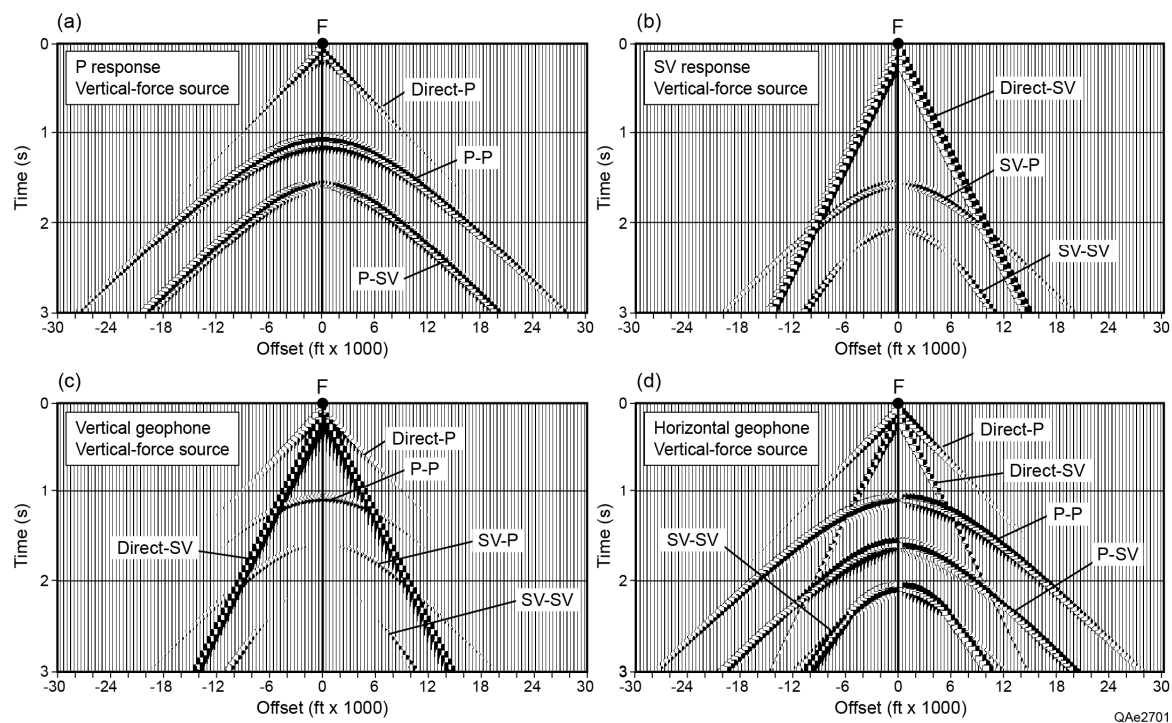 (a)
F
P response
Vertical-force source
Direct-P
P-P
P-SV
Time (s)
0
1
2
3
-30 -24 -18 -12 -6 0 6 12 18 24 30
Offset (ft x 1000)
(b)
F
SV response
Vertical-force source
Direct-SV
SV-P
SV-SV
Time (s)
0
1
2
3
-30 -24 -18 -12 -6 0 6 12 18 24 30
Offset (ft x 1000)
(c)
F
Vertical geophone
Vertical-force source
Direct-P
P-P
Direct-SV
SV-P
SV-SV
Time (s)
0
1
2
3
-30 -24 -18 -12 -6 0 6 12 18 24 30
Offset (ft x 1000)
(d)
F
Horizontal geophone
Vertical-force source
Direct-P
Direct-SV
P-P
SV-SV
P-SV
Time (s)
0
1
2
3
-30 -24 -18 -12 -6 0 6 12 18 24 30
Offset (ft x 1000)
QAe2701